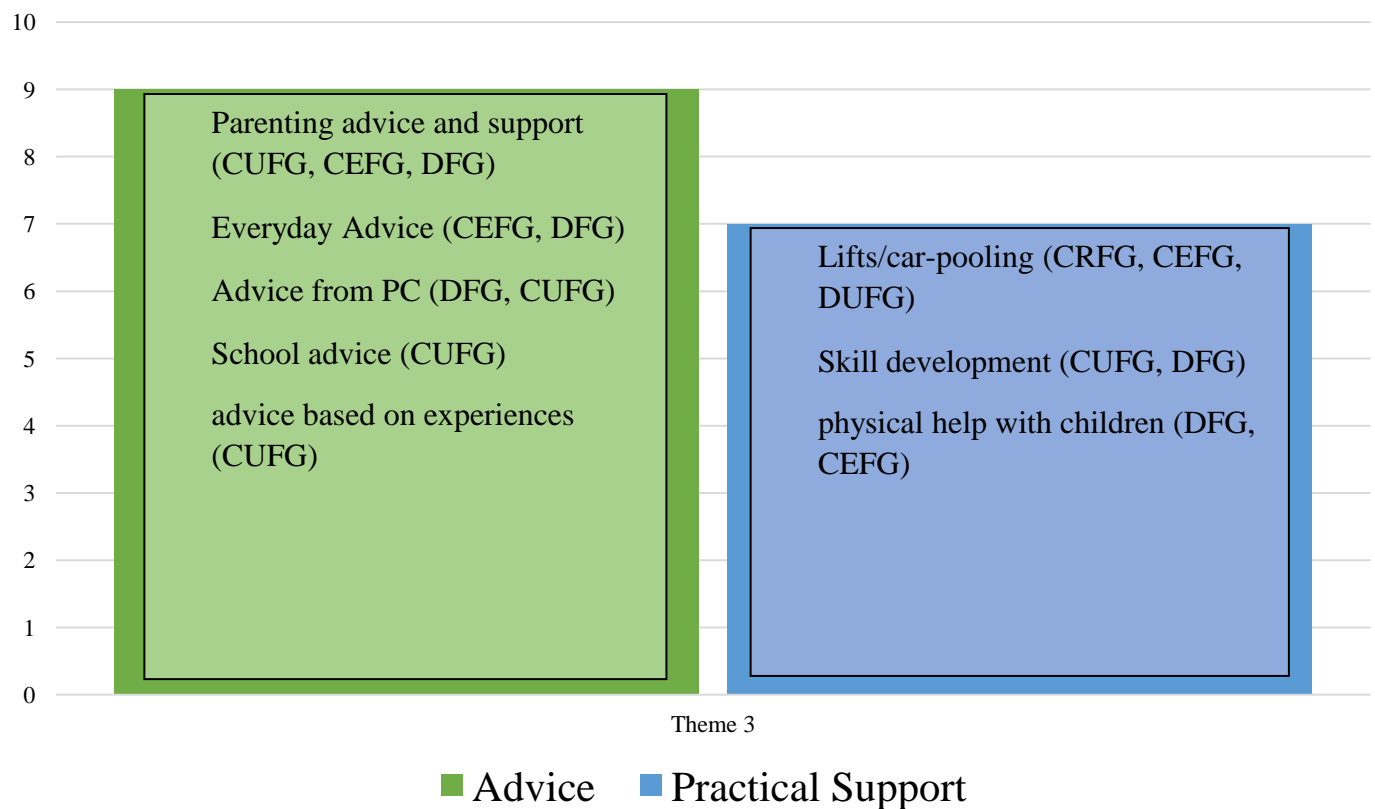 10
9
8
7
6
5
4
3
2
1
0
Parenting advice and support
(CUFG, CEFG, DFG)
Everyday Advice (CEFG, DFG)
Advice from PC (DFG, CUFG)
School advice (CUFG)
advice based on experiences
(CUFG)
Lifts/car-pooling (CRFG, CEFG,
DUFG)
Skill development (CUFG, DFG)
physical help with children (DFG,
CEFG)
Theme 3
Advice
Practical Support